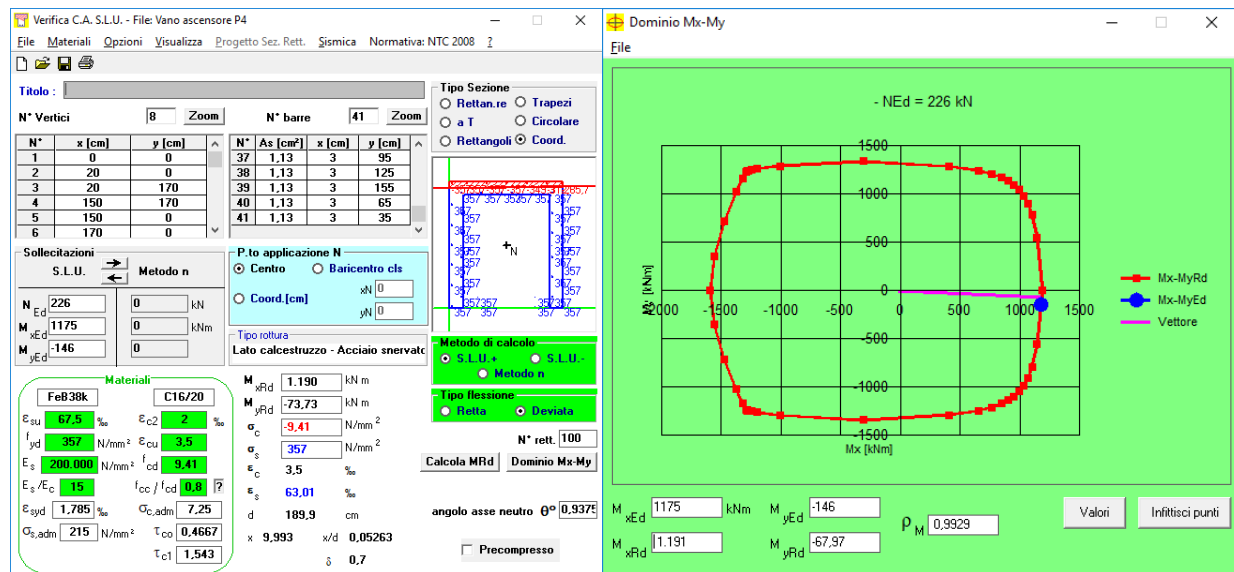 Verifica C.A. S.L.U. - File: Vano ascensore P4
File Materiali Opzioni Visualizza Progetto Sez. Rett. Sismica Normativa: NTC 2008 ?
Titolo :
N* Vertici 8 Zoom N* barre 41 Zoom
N* x [cm] y [cm]
1 0 0
2 20 0
3 20 170
4 150 170
5 150 0
6 170 0
N* As [cm²] x [cm] y [cm]
37 1,13 3 95
38 1,13 3 125
39 1,13 3 155
40 1,13 3 65
41 1,13 3 35
Tipo Sezione
Rettan.re Trapezi
a T Circolare
Rettangoli Coord.
N
Sollecitazioni
S.L.U. Metodo n
N Ed 226 0 kN
M xEd 1175 0 kNm
M yEd -146 0
P.to applicazione N
Centro Baricentro cls
Coord.[cm] xN 0
yN 0
Tipo rottura
Lato calcestruzzo - Acciaio snervato
Metodo di calcolo
S.L.U.+ S.L.U.-
Metodo n
Tipo flessione
Retta Deviata
N* rett. 100
Calcola MRd Dominio Mx-My
angolo asse neutro θ° 0,9375
Precompresso
Materiali
FeB38k C16/20
εsu 67,5 ‰ εc2 2 ‰
fyd 357 N/mm² εcu 3,5
Es 200.000 N/mm² fcd 9,41
Es/Ec 15 fcc / fcd 0,8 ?
εsyd 1,785 ‰ σc,adm 7,25
σs,adm 215 N/mm² τco 0,4667
τc1 1,543
M xRd 1.190 kN m
M yRd -73,73 kN m
σc -9,41 N/mm²
σs 357 N/mm²
εc 3,5 ‰
εs 63,01 ‰
d 189,9 cm
x 9,993 x/d 0,05263
δ 0,7
Dominio Mx-My
File
- NEd = 226 kN
1500
1000
500
0
-2000 -1500 -1000 -500 0 500 1000 1500
-500
-1000
-1500
My [kNm]
Mx [kNm]
Mx-MyRd
Mx-MyEd
Vettore
M xEd 1175 kNm M yEd -146
M xRd 1.191 M yRd -67,97
ρM 0,9929
Valori Infittisci punti